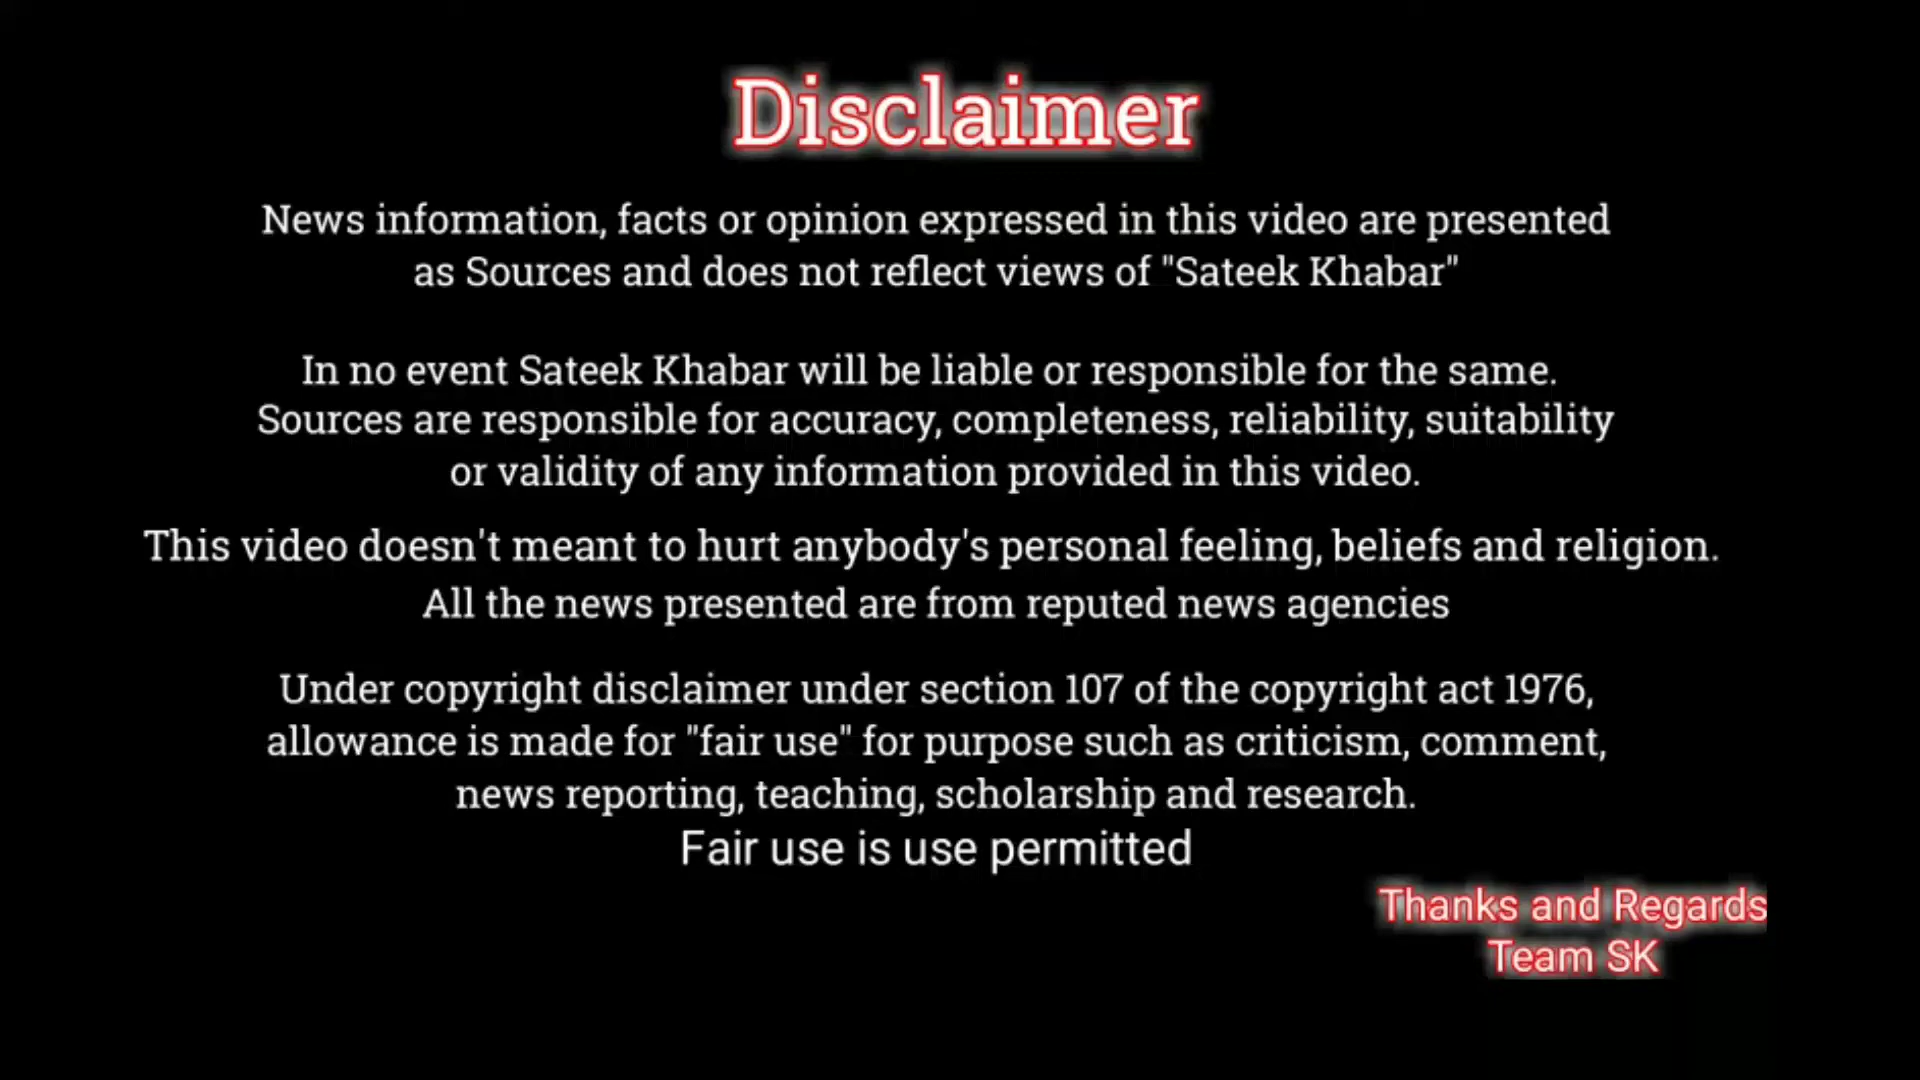 Disclaimer
News information, facts or opinion expressed in this video are presented
as Sources and does not reflect views of "Sateek Khabar"
In no event Sateek Khabar will be liable or responsible for the same.
Sources are responsible for accuracy, completeness, reliability, suitability
or validity of any information provided in this video.
This video doesn't meant to hurt anybody's personal feeling, beliefs and religion.
All the news presented are from reputed news agencies
Under copyright disclaimer under section 107 of the copyright act 1976,
allowance is made for "fair use" for purpose such as criticism, comment,
news reporting, teaching, scholarship and research.
Fair use is use permitted
Thanks and Regards
Team SK